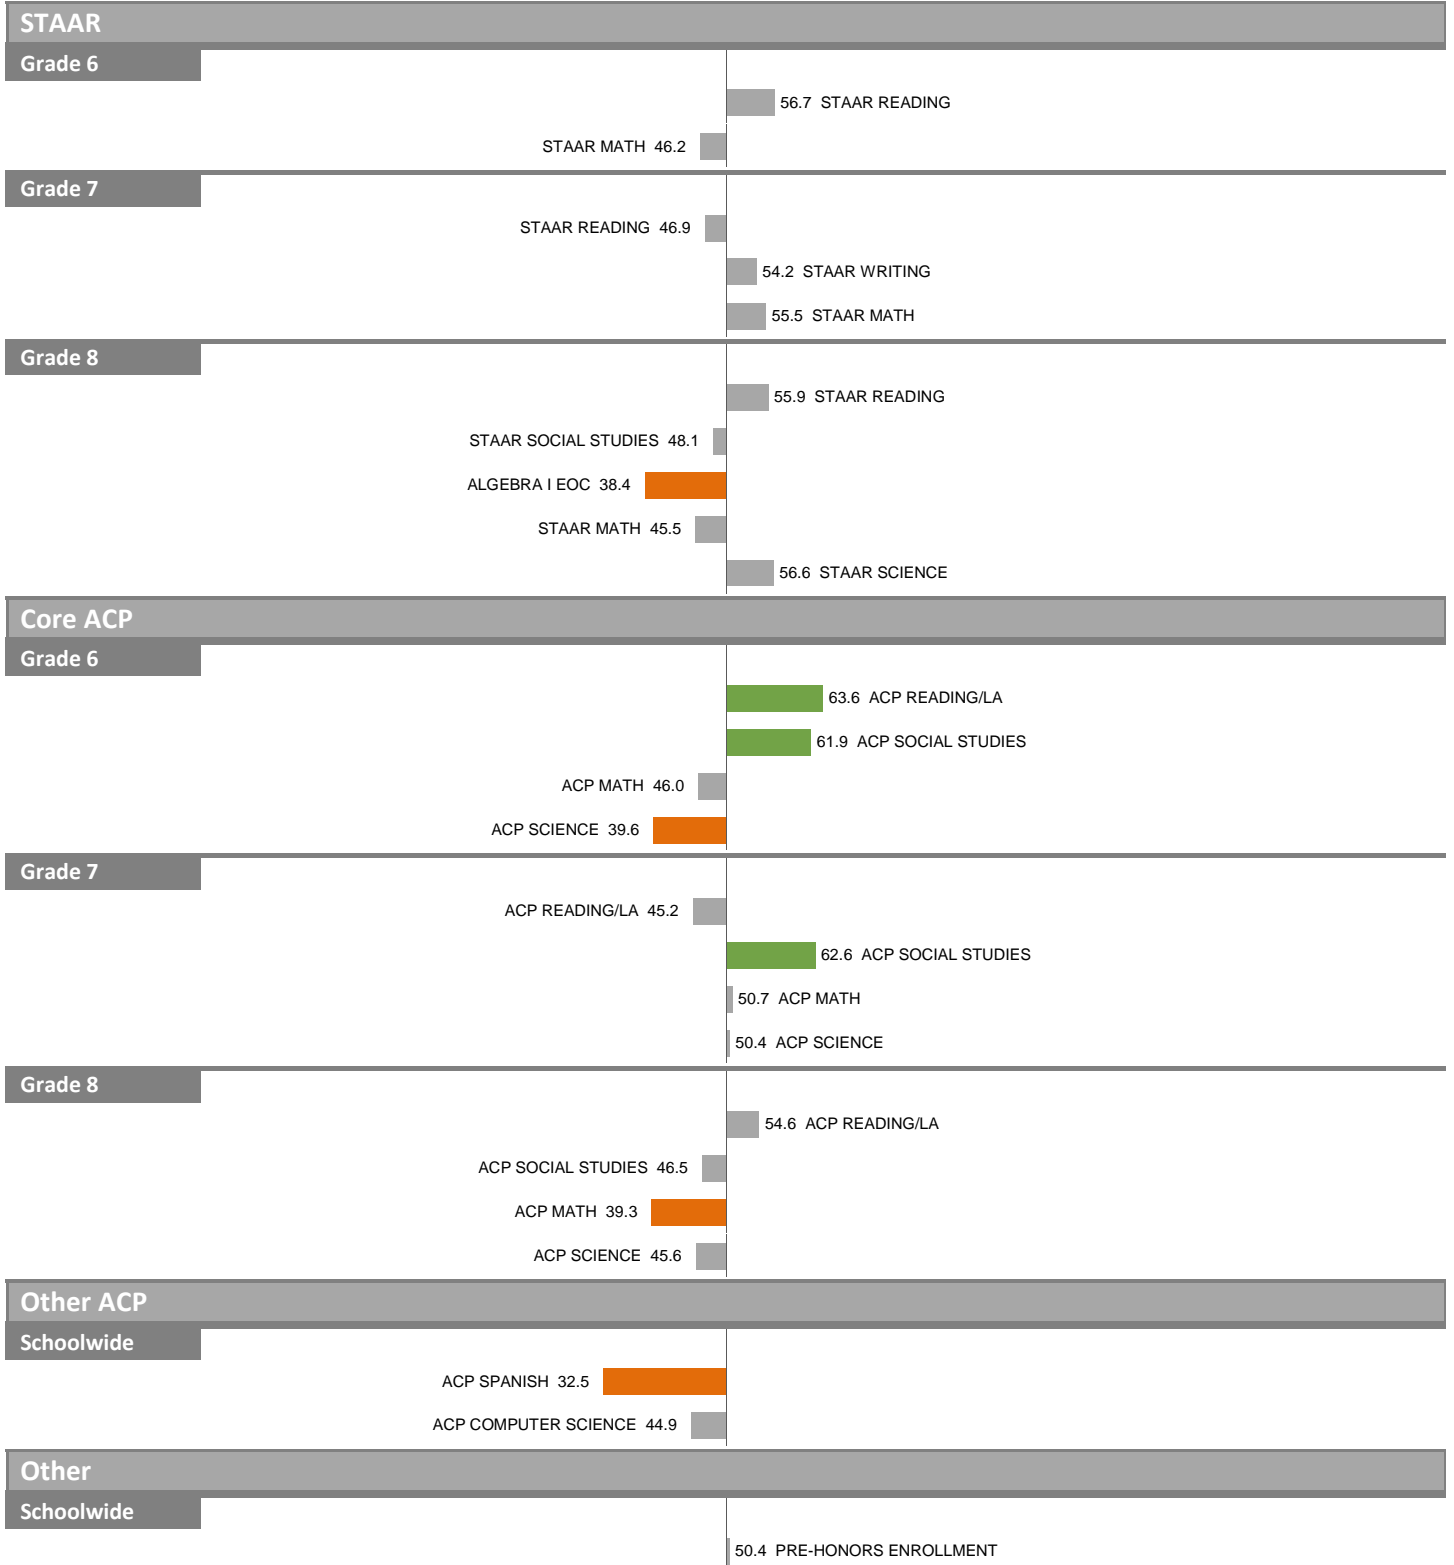 STAAR
Grade 6
56.7 STAAR READING
STAAR MATH 46.2
Grade 7
STAAR READING 46.9
54.2 STAAR WRITING
55.5 STAAR MATH
Grade 8
55.9 STAAR READING
STAAR SOCIAL STUDIES 48.1
ALGEBRA I EOC 38.4
STAAR MATH 45.5
56.6 STAAR SCIENCE
Core ACP
Grade 6
63.6 ACP READING/LA
61.9 ACP SOCIAL STUDIES
ACP MATH 46.0
ACP SCIENCE 39.6
Grade 7
ACP READING/LA 45.2
62.6 ACP SOCIAL STUDIES
50.7 ACP MATH
50.4 ACP SCIENCE
Grade 8
54.6 ACP READING/LA
ACP SOCIAL STUDIES 46.5
ACP MATH 39.3
ACP SCIENCE 45.6
Other ACP
Schoolwide
ACP SPANISH 32.5
ACP COMPUTER SCIENCE 44.9
Other
Schoolwide
50.4 PRE-HONORS ENROLLMENT